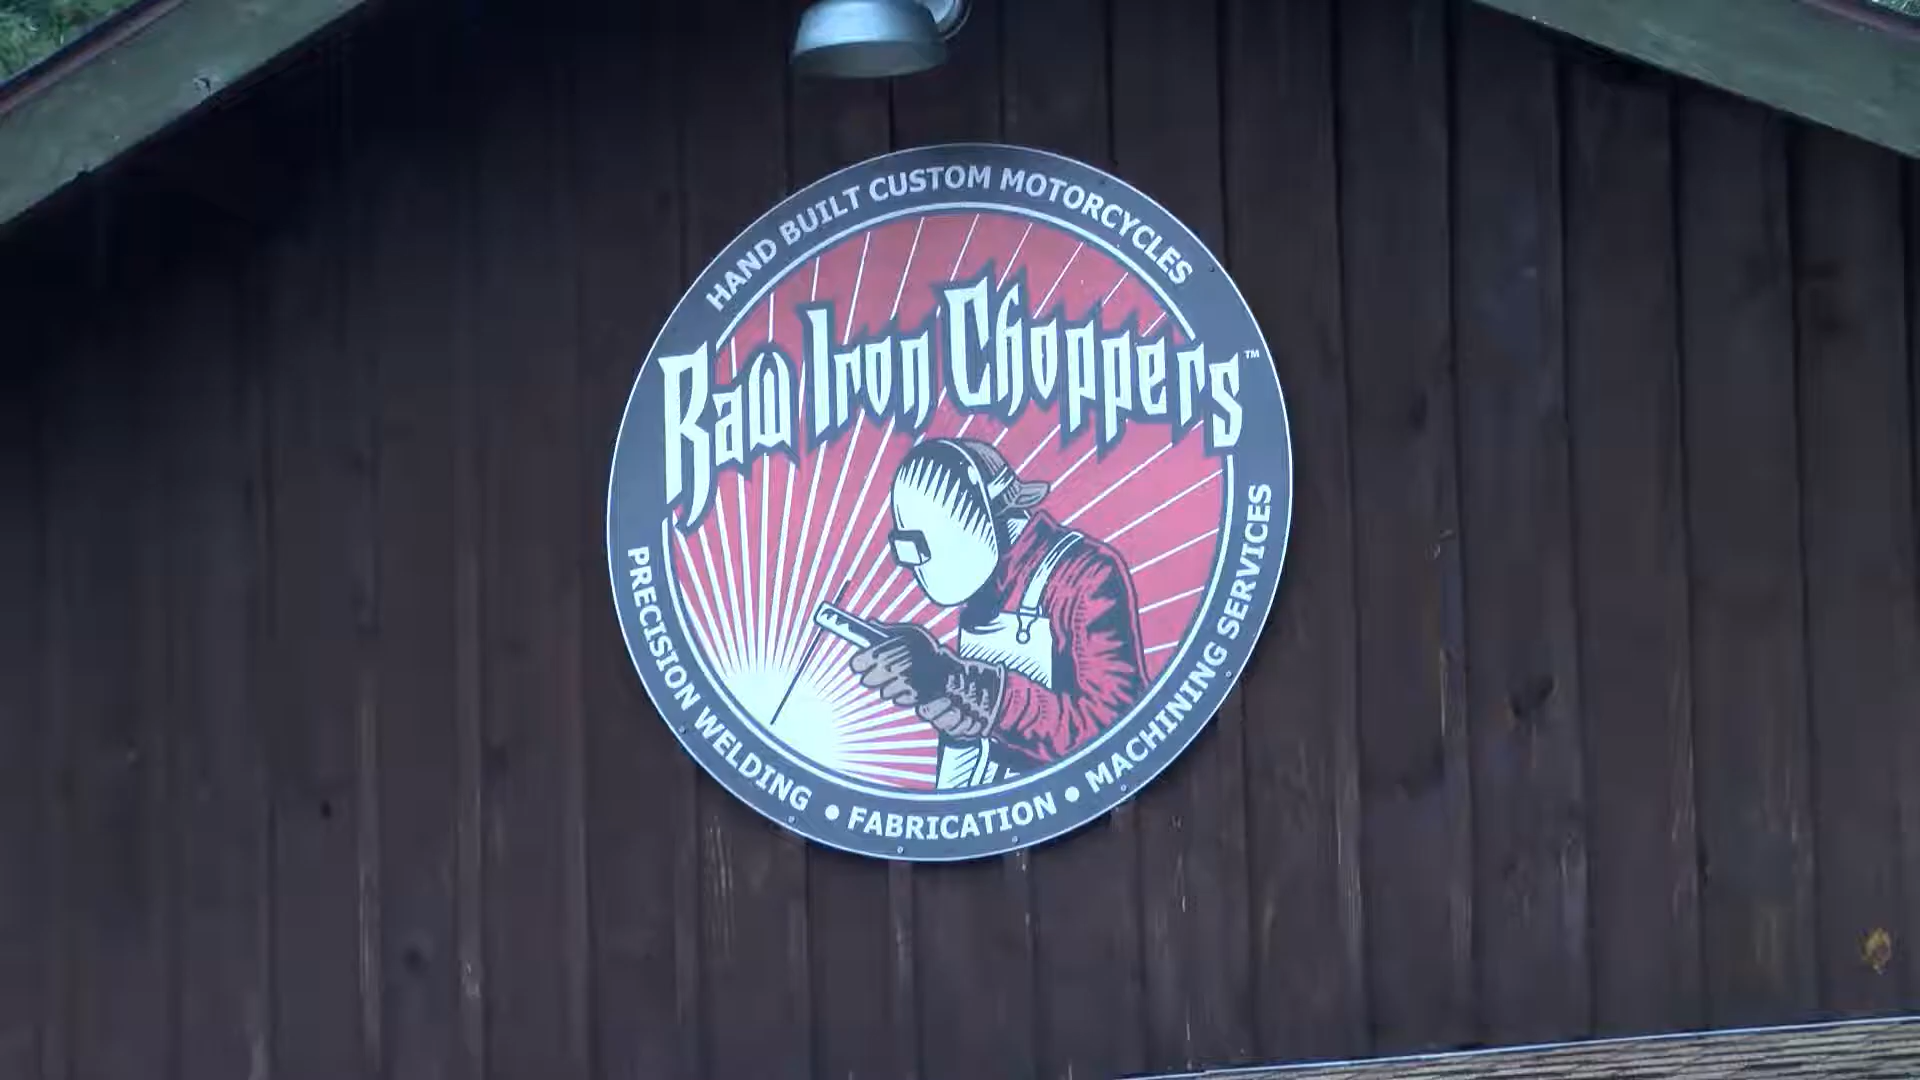 HAND BUILT CUSTOM MOTORCYCLES
Raw Iron Choppers™
PRECISION WELDING • FABRICATION • MACHINING SERVICES